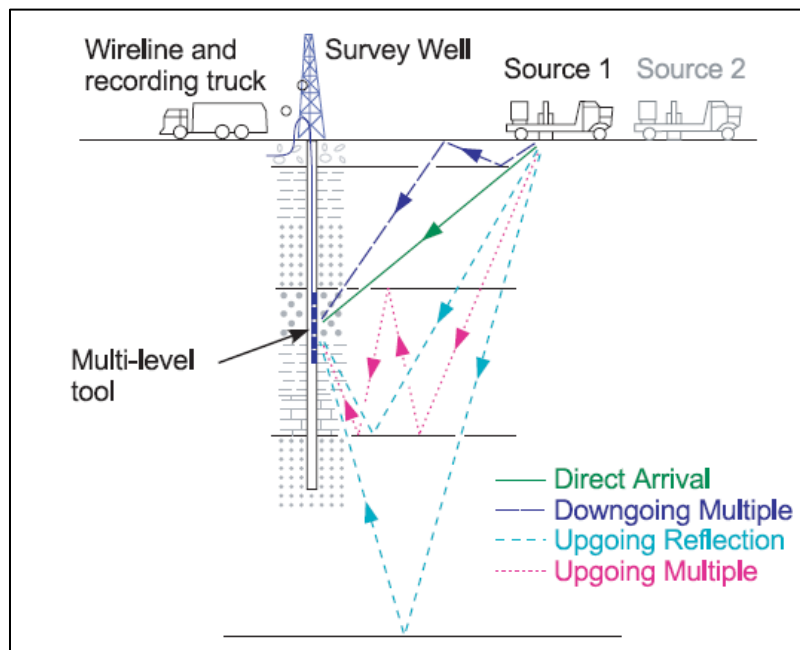 Wireline and
recording truck
Survey Well
Source 1
Source 2
Multi-level
tool
Direct Arrival
Downgoing Multiple
Upgoing Reflection
Upgoing Multiple